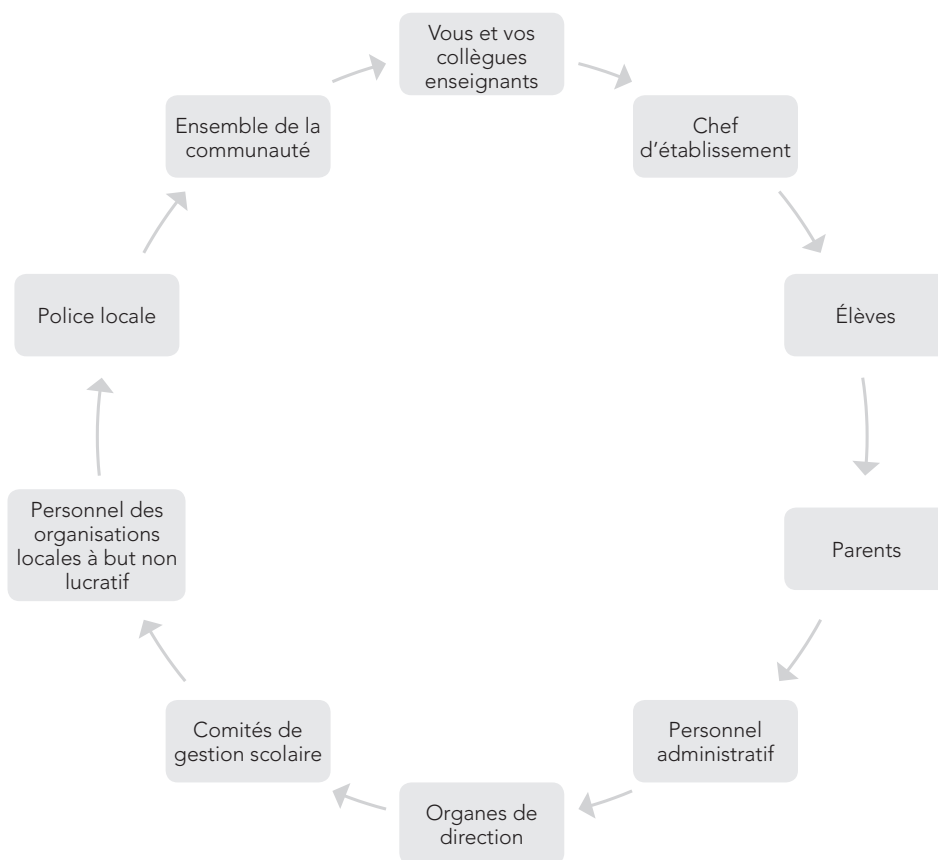 Vous et vos
collègues
enseignants
Chef
d’établissement
Élèves
Parents
Personnel
administratif
Organes de
direction
Comités de
gestion scolaire
Personnel des
organisations
locales à but non
lucratif
Police locale
Ensemble de la
communauté